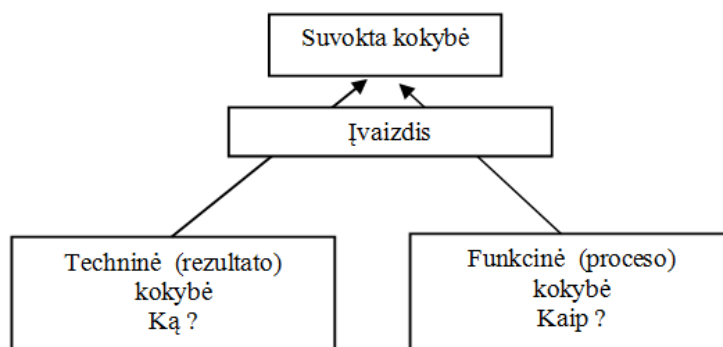 Suvokta kokybė
Įvaizdis
Techninė (rezultato)
kokybė
Ką ?
Funkcinė (proceso)
kokybė
Kaip ?